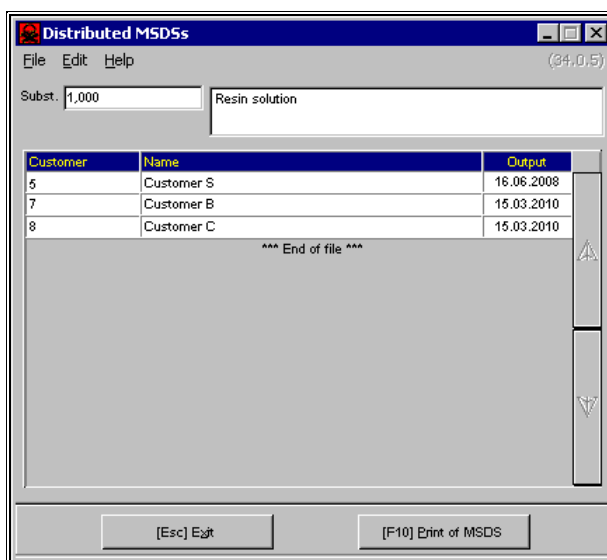 Distributed MSDSs
File Edit Help (34.0.5)
Subst. 1,000 Resin solution
Customer Name Output
5 Customer S 16.06.2008
7 Customer B 15.03.2010
8 Customer C 15.03.2010
*** End of file ***
[Esc] Exit [F10] Print of MSDS